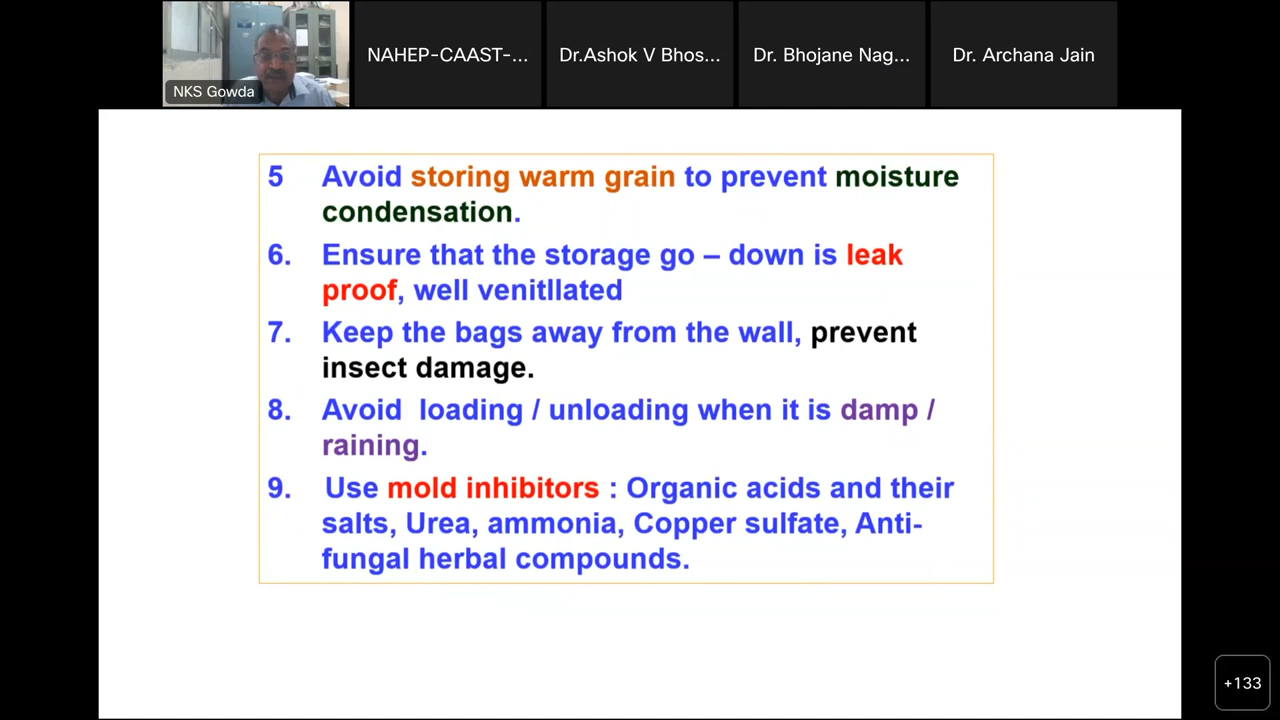 NKS Gowda
NAHEP-CAAST-...
Dr.Ashok V Bhos...
Dr. Bhojane Nag...
Dr. Archana Jain
5 Avoid storing warm grain to prevent moisture
condensation.
6. Ensure that the storage go – down is leak
proof, well venitllated
7. Keep the bags away from the wall, prevent
insect damage.
8. Avoid loading / unloading when it is damp /
raining.
9. Use mold inhibitors : Organic acids and their
salts, Urea, ammonia, Copper sulfate, Anti-
fungal herbal compounds.
+133